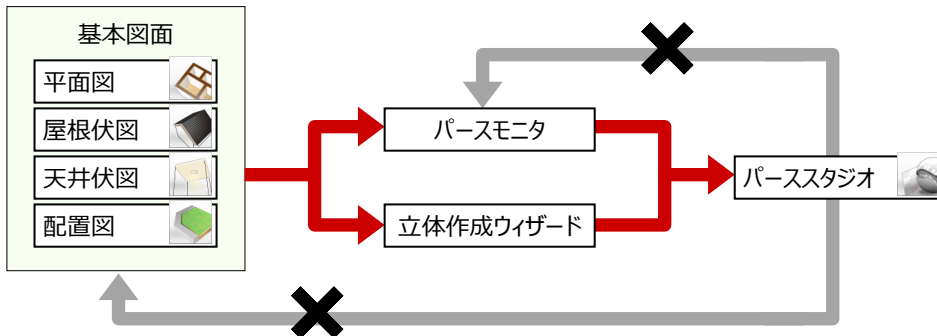 基本図面
平面図
屋根伏図
天井伏図
配置図
パースモニタ
立体作成ウィザード
パーススタジオ